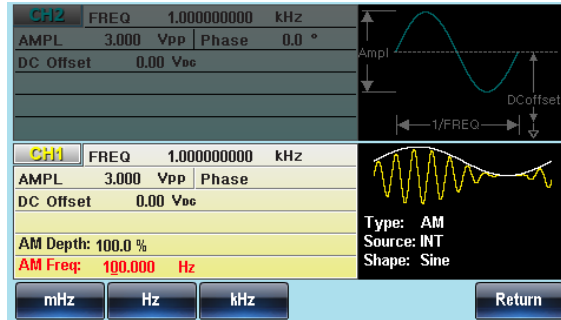 CH2 FREQ 1.000000000 kHz
AMPL 3.000 Vpp Phase 0.0 °
DC Offset 0.00 VDC
Ampl
DCoffset
1/FREQ
CH1 FREQ 1.000000000 kHz
AMPL 3.000 Vpp Phase
DC Offset 0.00 VDC
AM Depth: 100.0 %
AM Freq: 100.000 Hz
Type: AM
Source: INT
Shape: Sine
mHz Hz kHz Return